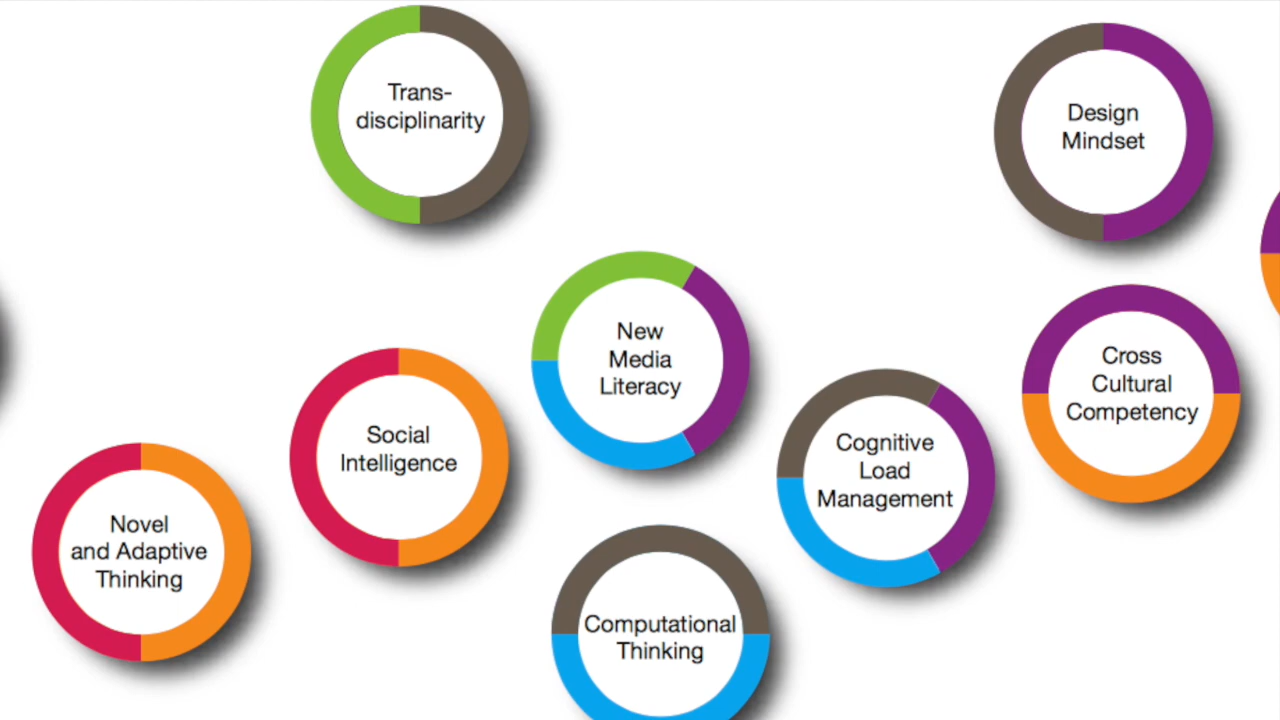 Trans-
disciplinarity
Design
Mindset
New
Media
Literacy
Cross
Cultural
Competency
Social
Intelligence
Cognitive
Load
Management
Novel
and Adaptive
Thinking
Computational
Thinking